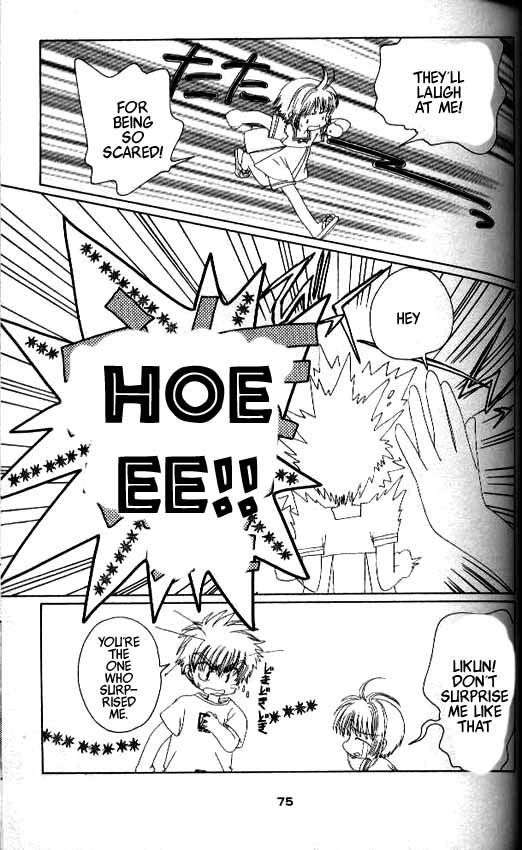 THEY'LL
LAUGH
AT ME!
FOR
BEING
SO
SCARED!
たたた
HEY
HOE
EE!!
LIKUN!
DON'T
SURPRISE
ME LIKE
THAT
YOU'RE
THE
ONE
WHO
SURP-
RISED
ME.
75